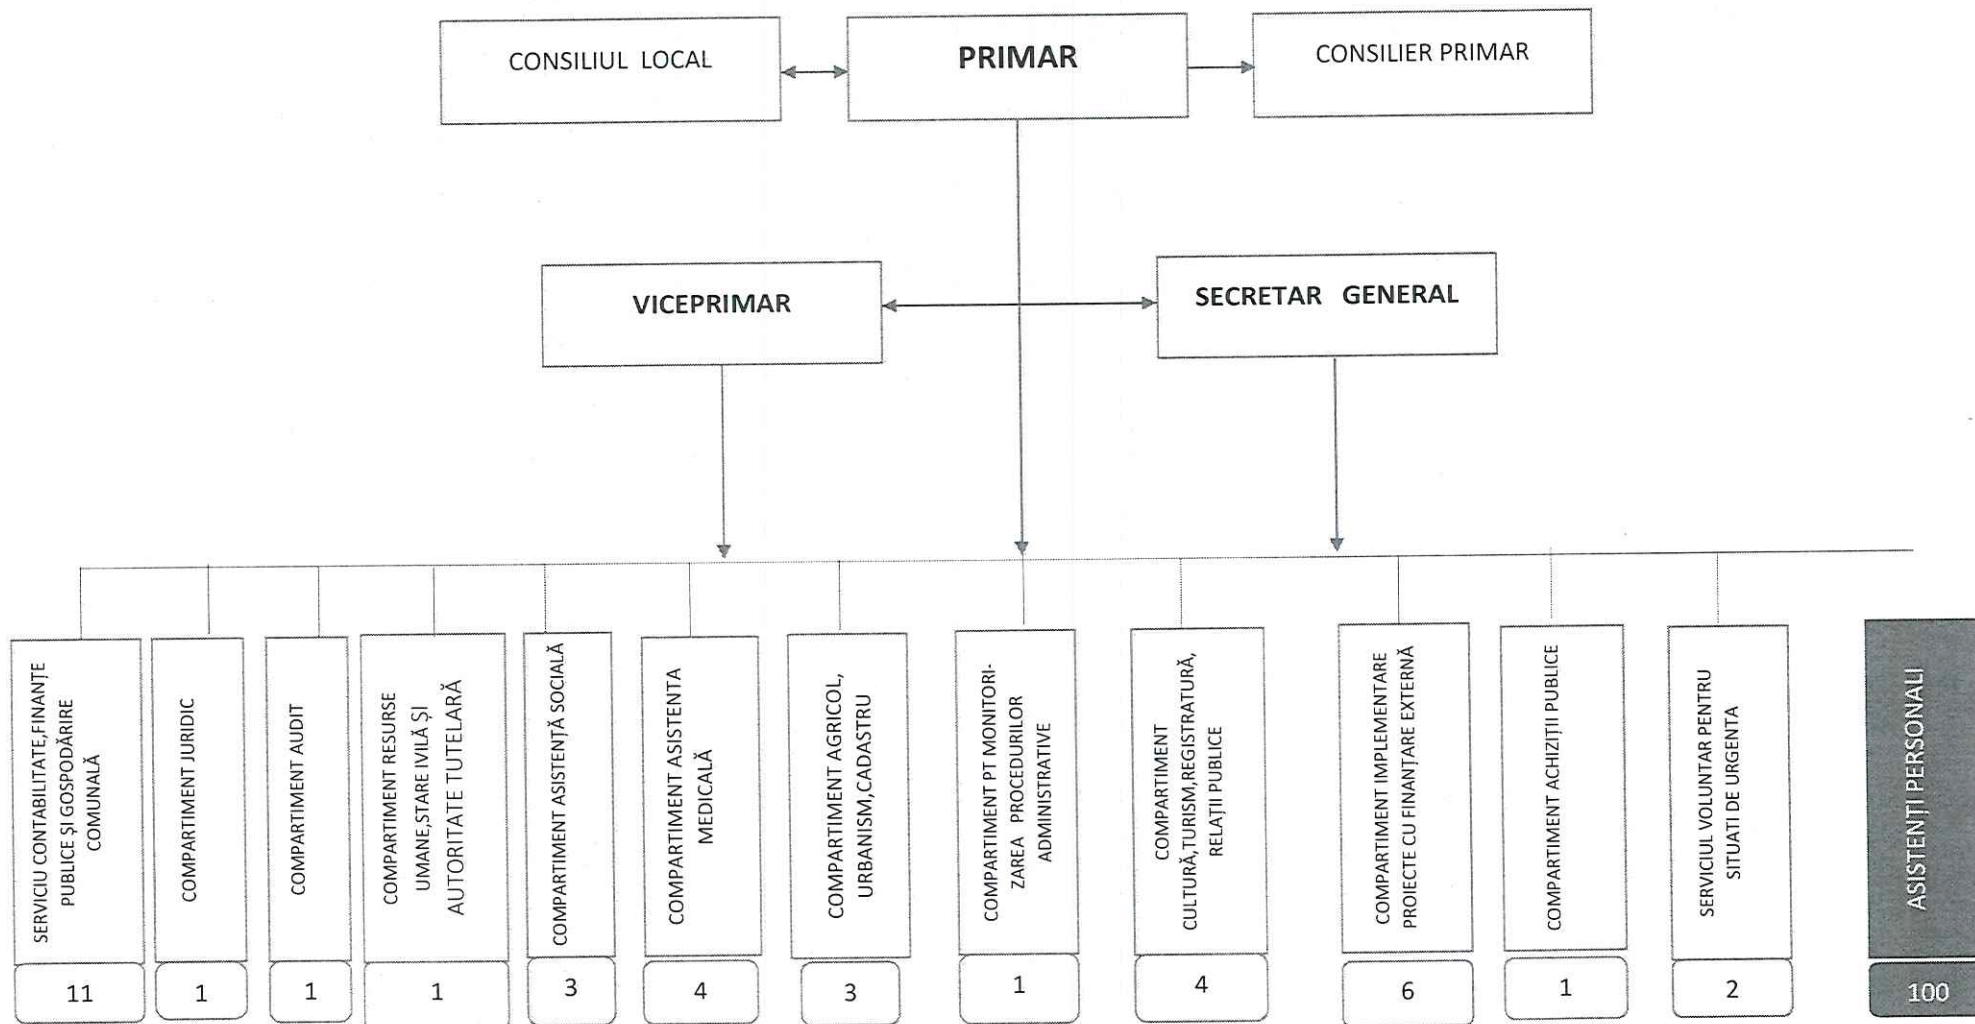 CONSILIUL LOCAL
PRIMAR
CONSILIER PRIMAR
VICEPRIMAR
SECRETAR GENERAL
SERVICIU CONTABILITATE,FINANȚE
PUBLICE ȘI GOSPODĂRIRE
COMUNALĂ
11
COMPARTIMENT JURIDIC
1
COMPARTIMENT AUDIT
1
COMPARTIMENT RESURSE
UMANE,STARE IVILĂ ȘI
AUTORITATE TUTELARĂ
1
COMPARTIMENT ASISTENȚĂ SOCIALĂ
3
COMPARTIMENT ASISTENTA
MEDICALĂ
4
COMPARTIMENT AGRICOL,
URBANISM,CADASTRU
3
COMPARTIMENT PT MONITORI-
ZAREA PROCEDURILOR
ADMINISTRATIVE
1
COMPARTIMENT
CULTURĂ,TURISM,REGISTRATURĂ,
RELAȚII PUBLICE
4
COMPARTIMENT IMPLEMENTARE
PROIECTE CU FINANȚARE EXTERNĂ
6
COMPARTIMENT ACHIZIȚII PUBLICE
1
SERVICIUL VOLUNTAR PENTRU
SITUATI DE URGENTA
2
ASISTENȚI PERSONALI
100